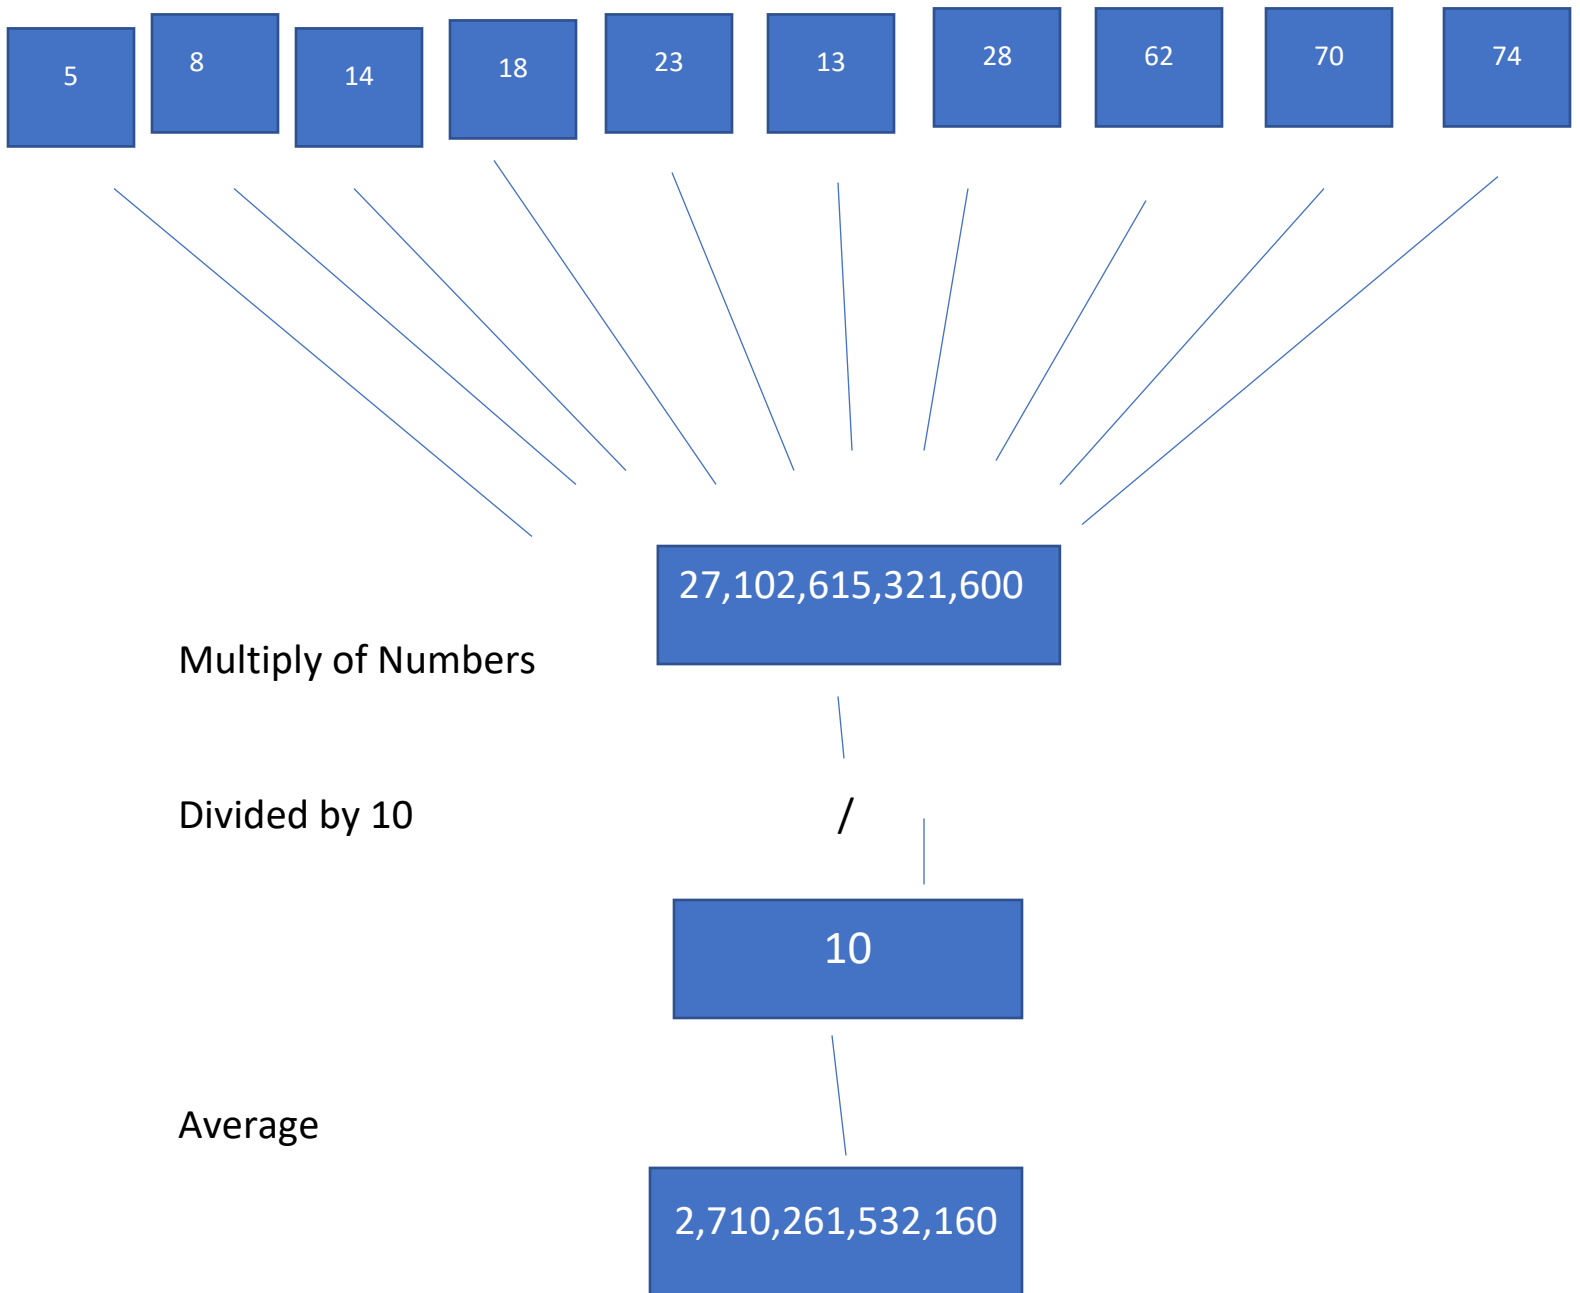 5 8 14 18 23 13 28 62 70 74
27,102,615,321,600
Multiply of Numbers
Divided by 10 /
10
Average
2,710,261,532,160